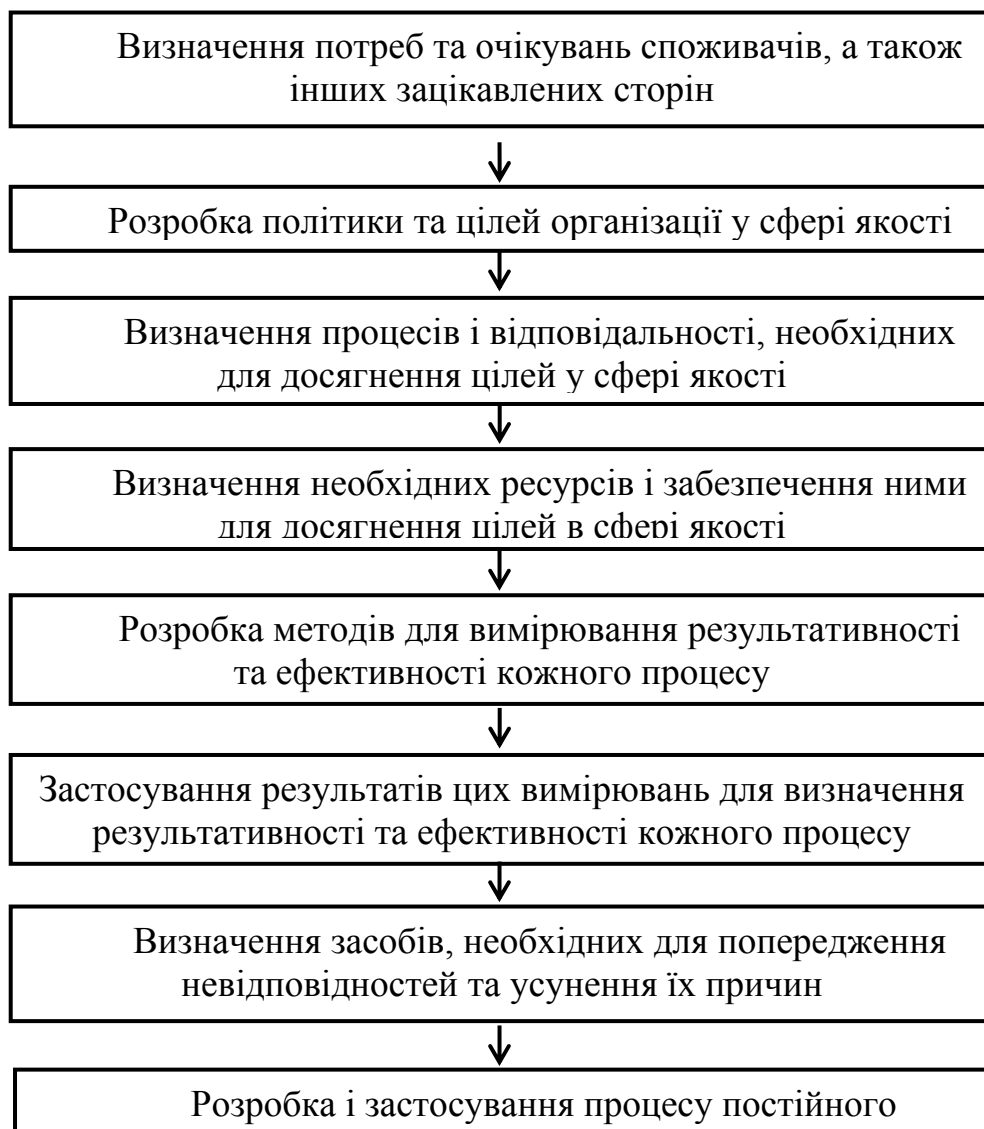 Визначення потреб та очікувань споживачів, а також
інших зацікавлених сторін
Розробка політики та цілей організації у сфері якості
Визначення процесів і відповідальності, необхідних
для досягнення цілей у сфері якості
Визначення необхідних ресурсів і забезпечення ними
для досягнення цілей в сфері якості
Розробка методів для вимірювання результативності
та ефективності кожного процесу
Застосування результатів цих вимірювань для визначення
результативності та ефективності кожного процесу
Визначення засобів, необхідних для попередження
невідповідностей та усунення їх причин
Розробка і застосування процесу постійного